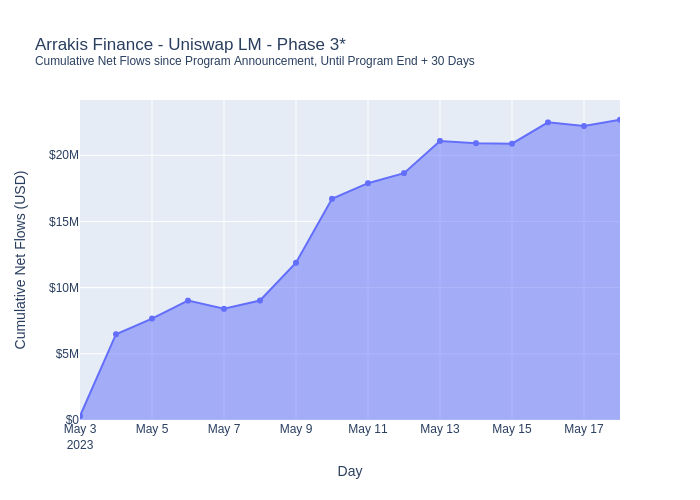 Arrakis Finance - Uniswap LM - Phase 3*
Cumulative Net Flows since Program Announcement, Until Program End + 30 Days
Cumulative Net Flows (USD)
$20M
$15M
$10M
$5M
$0
May 3
2023
May 5
May 7
May 9
May 11
May 13
May 15
May 17
Day